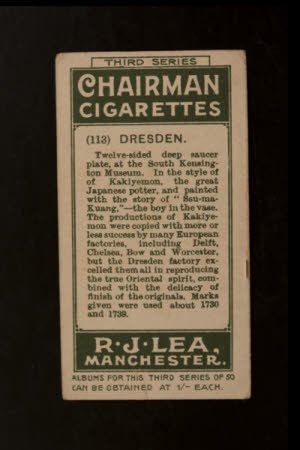 THIRD SERIES
CHAIRMAN
CIGARETTES
(113) DRESDEN.
Twelve-sided deep saucer
plate, at the South Kensing-
ton Museum. In the style of
of Kakiyemon, the great
Japanese potter, and painted
with the story of "Ssu-ma-
Kuang,"—the boy in the vase.
The productions of Kakiye-
mon were copied with more or
less success by many European
factories, including Delft,
Chelsea, Bow and Worcester,
but the Dresden factory ex-
celled them all in reproducing
the true Oriental spirit, com-
bined with the delicacy of
finish of the originals. Marks
given were used about 1730
and 1739.
R·J·LEA,
MANCHESTER.
ALBUMS FOR THIS THIRD SERIES OF 50
CAN BE OBTAINED AT 1/- EACH.